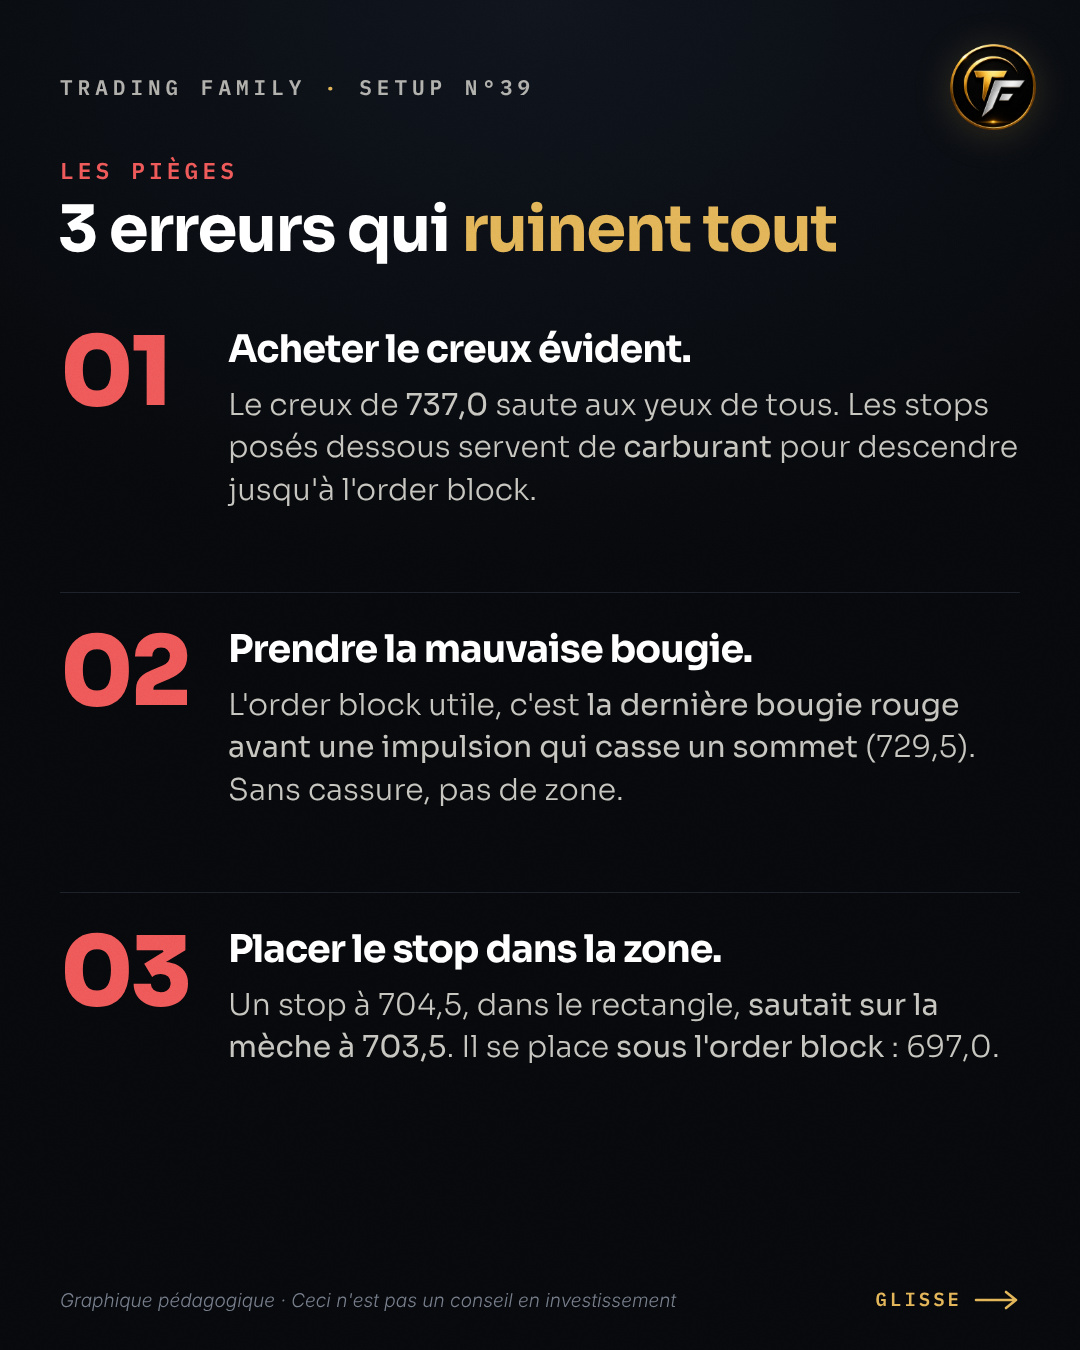 TRADING FAMILY · SETUP N°39
TF
LES PIÈGES
3 erreurs qui ruinent tout
01
Acheter le creux évident.
Le creux de 737,0 saute aux yeux de tous. Les stops
posés dessous servent de carburant pour descendre
jusqu'à l'order block.
02
Prendre la mauvaise bougie.
L'order block utile, c'est la dernière bougie rouge
avant une impulsion qui casse un sommet (729,5).
Sans cassure, pas de zone.
03
Placer le stop dans la zone.
Un stop à 704,5, dans le rectangle, sautait sur la
mèche à 703,5. Il se place sous l'order block : 697,0.
Graphique pédagogique · Ceci n'est pas un conseil en investissement
GLISSE →